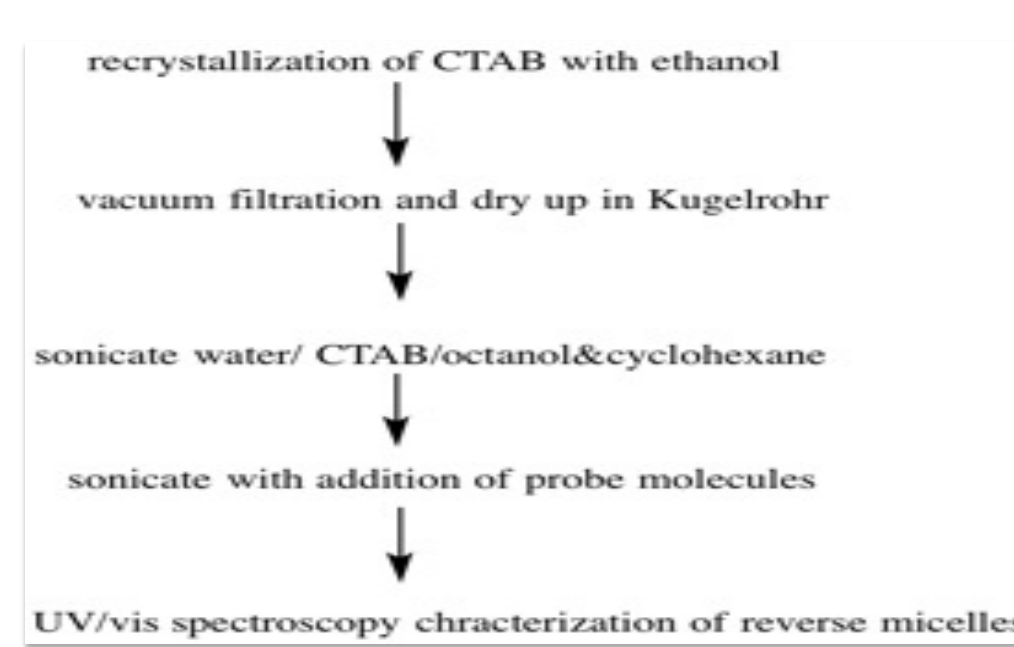 recrystallization of CTAB with ethanol
vacuum filtration and dry up in Kugelrohr
sonicate water/ CTAB/octanol&cyclohexane
sonicate with addition of probe molecules
UV/vis spectroscopy chracterization of reverse micelles